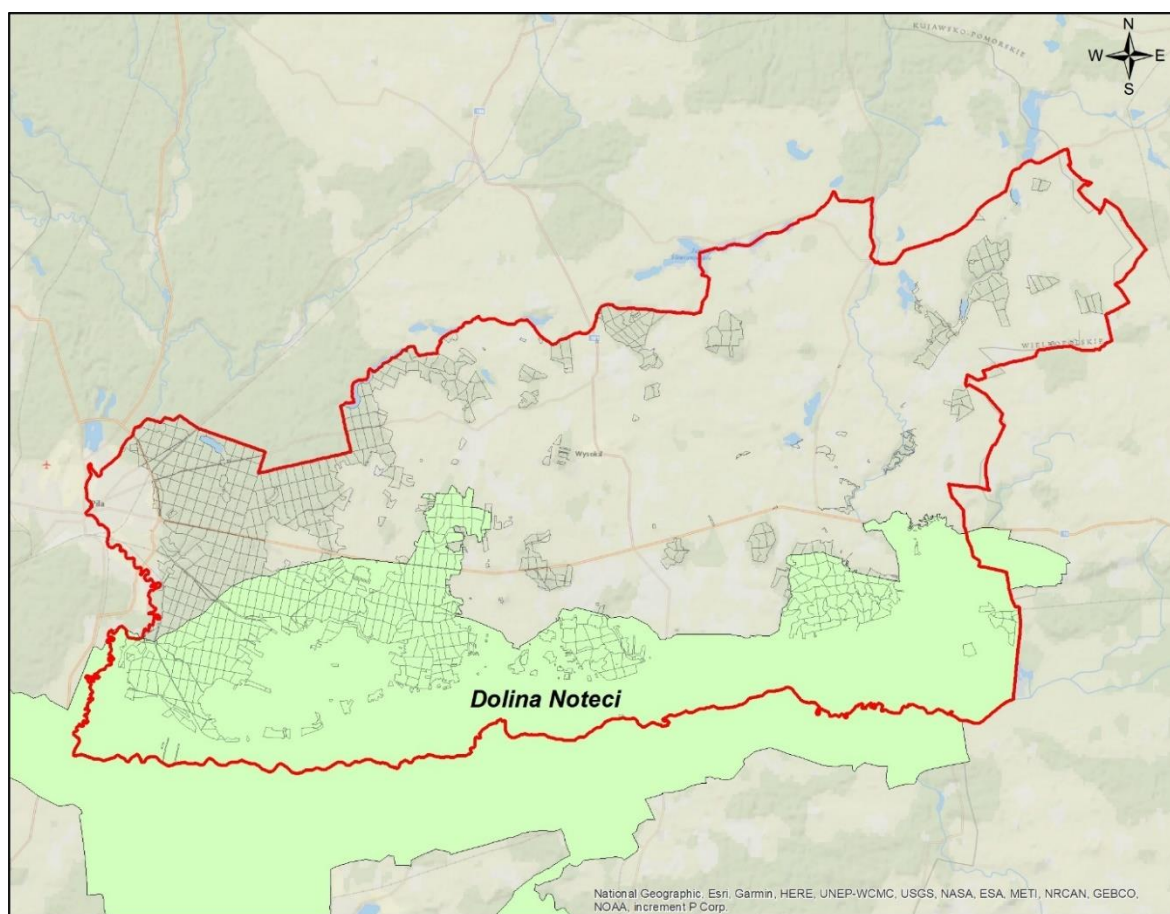 N
KUJAWSKO-POMORSKIE
W E
S
WIELKOPOLSKIE
Wysoka
Piła
Dolina Noteci
National Geographic, Esri, Garmin, HERE, UNEP-WCMC, USGS, NASA, ESA, METI, NRCAN, GEBCO,
NOAA, increment P Corp.